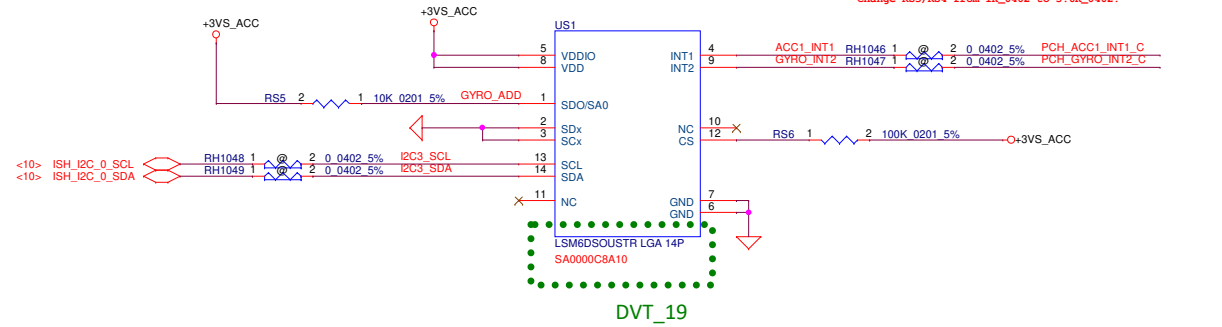 +3VS_ACC
+3VS_ACC
US1
5 VDDIO
8 VDD
INT1 4 ACC1_INT1 RH1046 1 @ 2 0_0402_5% PCH_ACC1_INT1_C
INT2 9 GYRO_INT2 RH1047 1 @ 2 0_0402_5% PCH_GYRO_INT2_C
RS5 2 1 10K_0201_5% GYRO_ADD 1 SDO/SA0
2 SDx
3 SCx
NC 10
CS 12 RS6 1 2 100K_0201_5% +3VS_ACC
<10> ISH_I2C_0_SCL RH1048 1 @ 2 0_0402_5% I2C3_SCL 13 SCL
<10> ISH_I2C_0_SDA RH1049 1 @ 2 0_0402_5% I2C3_SDA 14 SDA
11 NC
GND 7
GND 6
LSM6DSOUSTR LGA 14P
SA0000C8A10
DVT_19